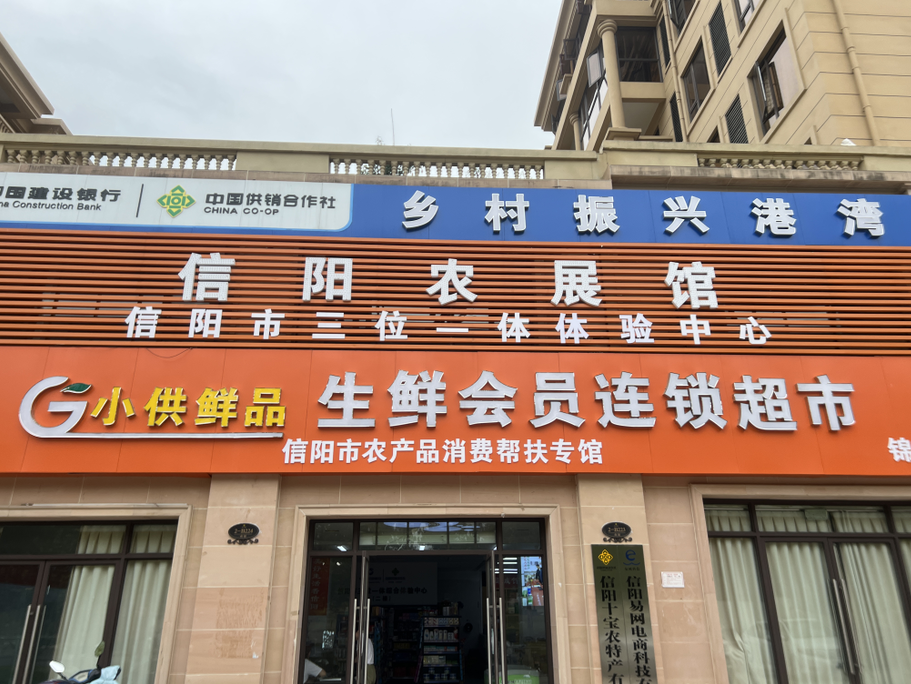 国建设银行
na Construction Bank
中国供销合作社
CHINA CO-OP
乡村振兴港湾
信阳农展馆
信阳市三位一体体验中心
小供鲜品
生鲜会员连锁超市
信阳市农产品消费帮扶专馆
锦
信阳易网电商科技有
信阳十宝农特产有